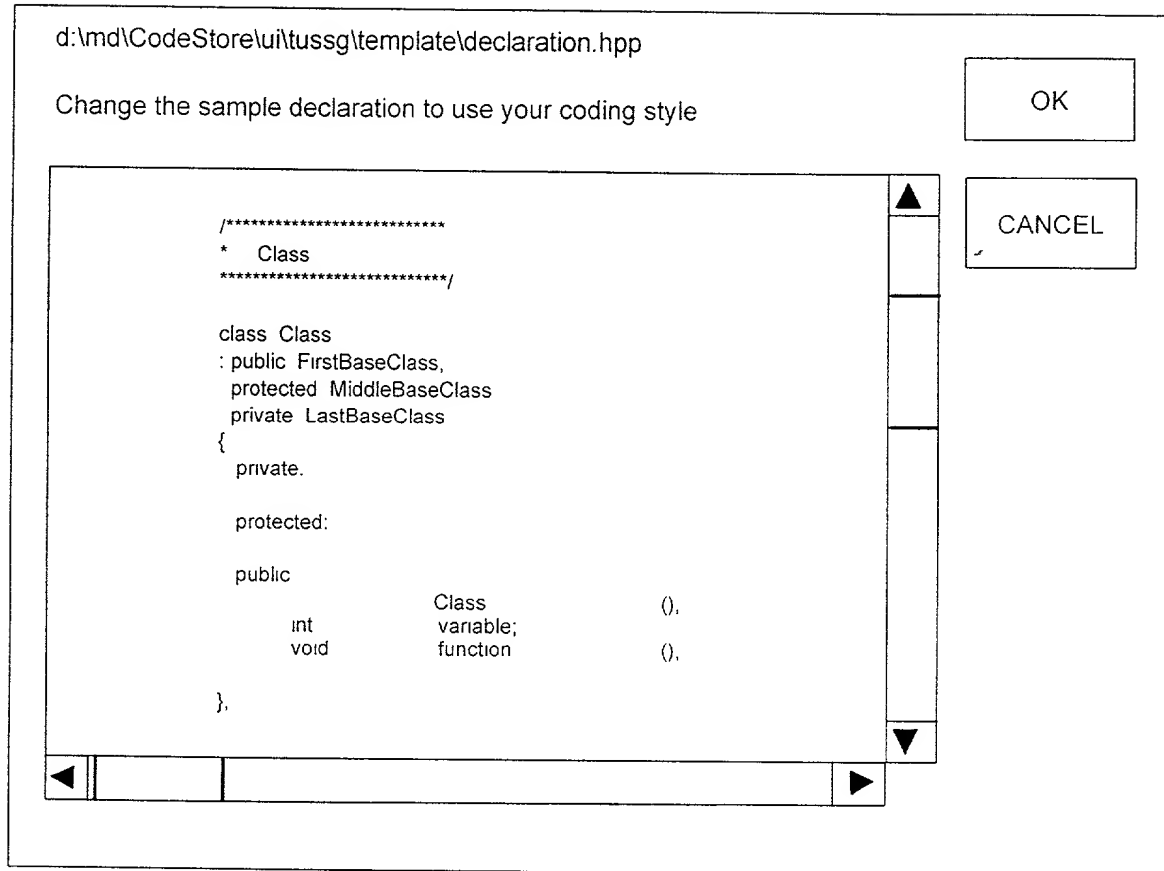 d:\md\CodeStore\ui\tussg\template\declaration.hpp
Change the sample declaration to use your coding style
OK
CANCEL
/***************************
* Class
****************************/
class Class
: public FirstBaseClass,
protected MiddleBaseClass
private LastBaseClass
{
private.
protected:
public
Class (),
int variable;
void function (),
},